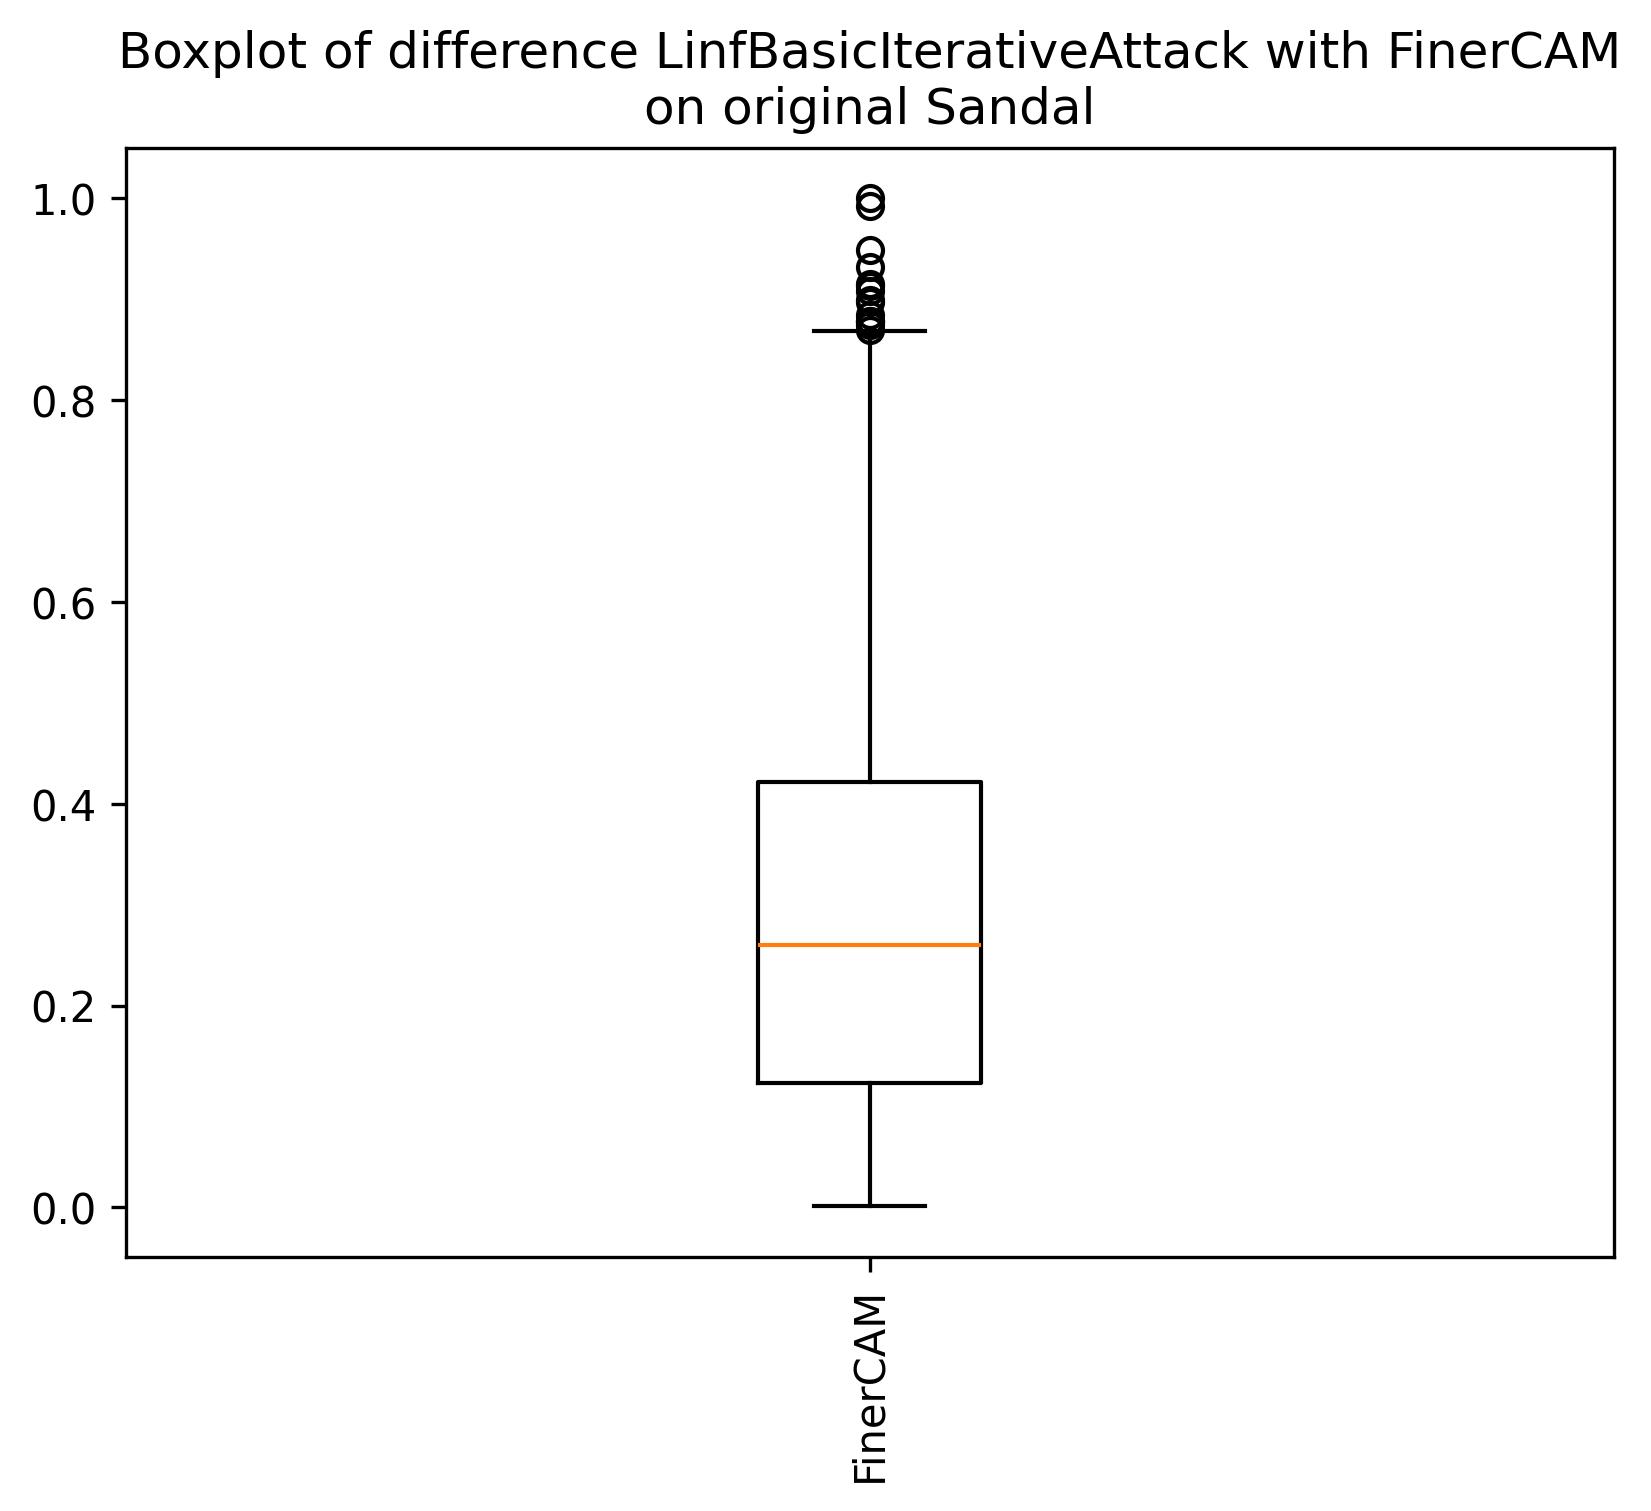 Boxplot of difference LinfBasicIterativeAttack with FinerCAM
on original Sandal
1.0
0.8
0.6
0.4
0.2
0.0
FinerCAM